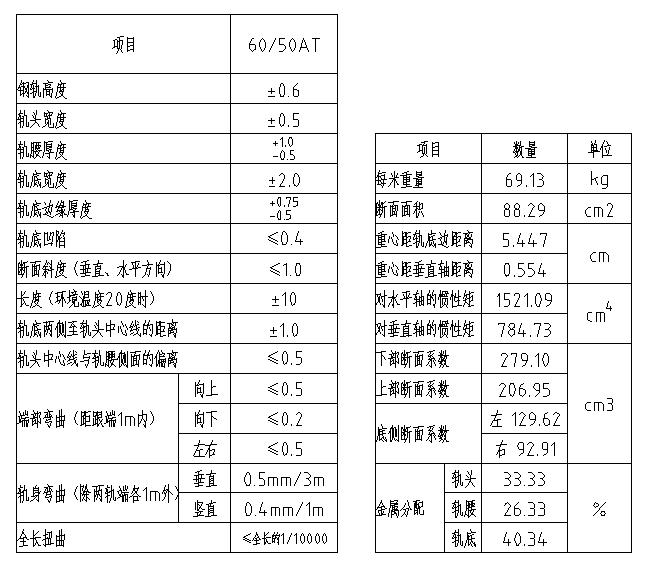 项目 60/50AT
钢轨高度 ±0.6
轨头宽度 ±0.5
轨腰厚度 +1.0 -0.5
轨底宽度 ±2.0
轨底边缘厚度 +0.75 -0.5
轨底凹陷 ≤0.4
断面斜度(垂直、水平方向) ≤1.0
长度(环境温度20度时) ±10
轨底两侧至轨头中心线的距离 ±1.0
轨头中心线与轨腰侧面的偏离 ≤0.5
端部弯曲(距跟端1m内) 向上 ≤0.5
向下 ≤0.2
左右 ≤0.5
轨身弯曲(除两轨端各1m外) 垂直 0.5mm/3m
竖直 0.4mm/1m
全长扭曲 ≤全长的1/10000
项目 数量 单位
每米重量 69.13 kg
断面面积 88.29 cm2
重心距轨底边距离 5.447 cm
重心距垂直轴距离 0.554
对水平轴的惯性矩 1521.09 cm4
对垂直轴的惯性矩 784.73
下部断面系数 279.10 cm3
上部断面系数 206.95
底侧断面系数 左 129.62
右 92.91
金属分配 轨头 33.33 %
轨腰 26.33
轨底 40.34